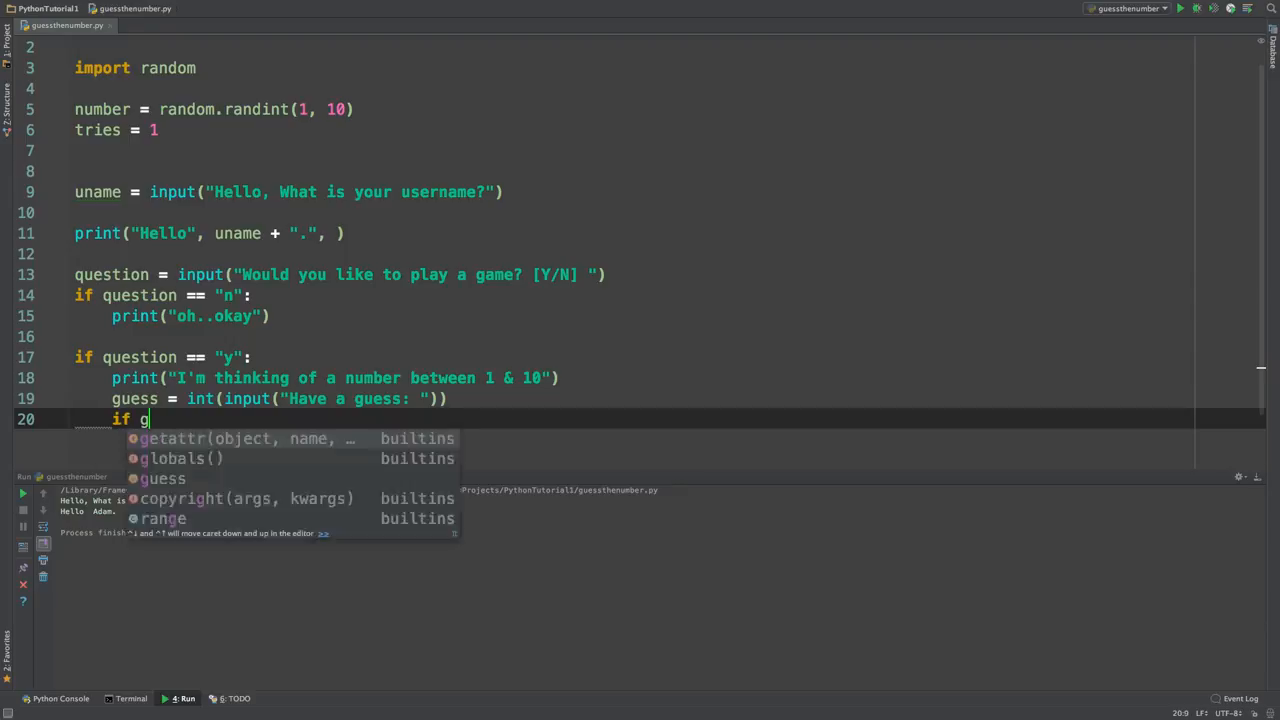 PythonTutorial1 guessthenumber.py guessthenumber
guessthenumber.py
1: Project
Z: Structure
2: Favorites
Database
2
3 import random
4
5 number = random.randint(1, 10)
6 tries = 1
7
8
9 uname = input("Hello, What is your username?")
10
11 print("Hello", uname + ".", )
12
13 question = input("Would you like to play a game? [Y/N] ")
14 if question == "n":
15 print("oh..okay")
16
17 if question == "y":
18 print("I'm thinking of a number between 1 & 10")
19 guess = int(input("Have a guess: "))
20 if g
getattr(object, name, … builtins
globals() builtins
guess
copyright(args, kwargs) builtins
range builtins
^↓ and ^↑ will move caret down and up in the editor >> π
Run guessthenumber
/Library/Frame Projects/PythonTutorial1/guessthenumber.py
Hello, What is
Hello Adam.
Process finish
Python Console Terminal 4: Run 6: TODO Event Log
20:9 LF÷ UTF-8÷